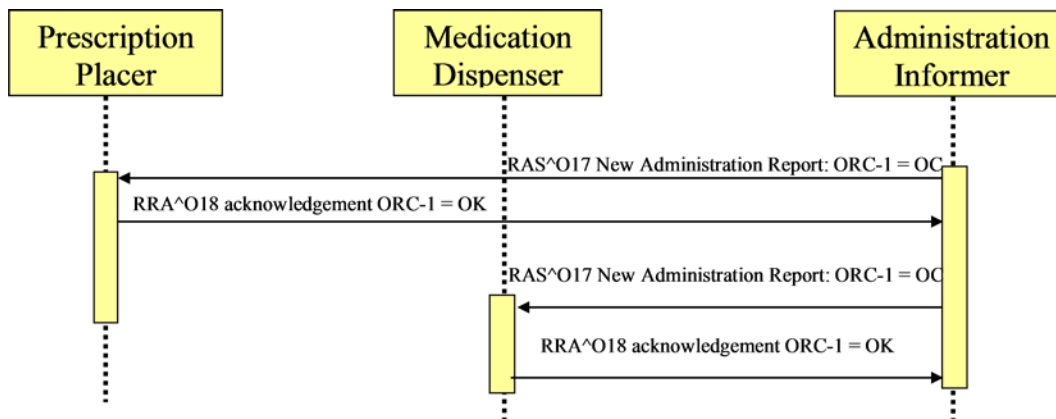 Prescription
Placer
Medication
Dispenser
Administration
Informer
RAS^O17 New Administration Report: ORC-1 = OC
RRA^O18 acknowledgement ORC-1 = OK
RAS^O17 New Administration Report: ORC-1 = OC
RRA^O18 acknowledgement ORC-1 = OK